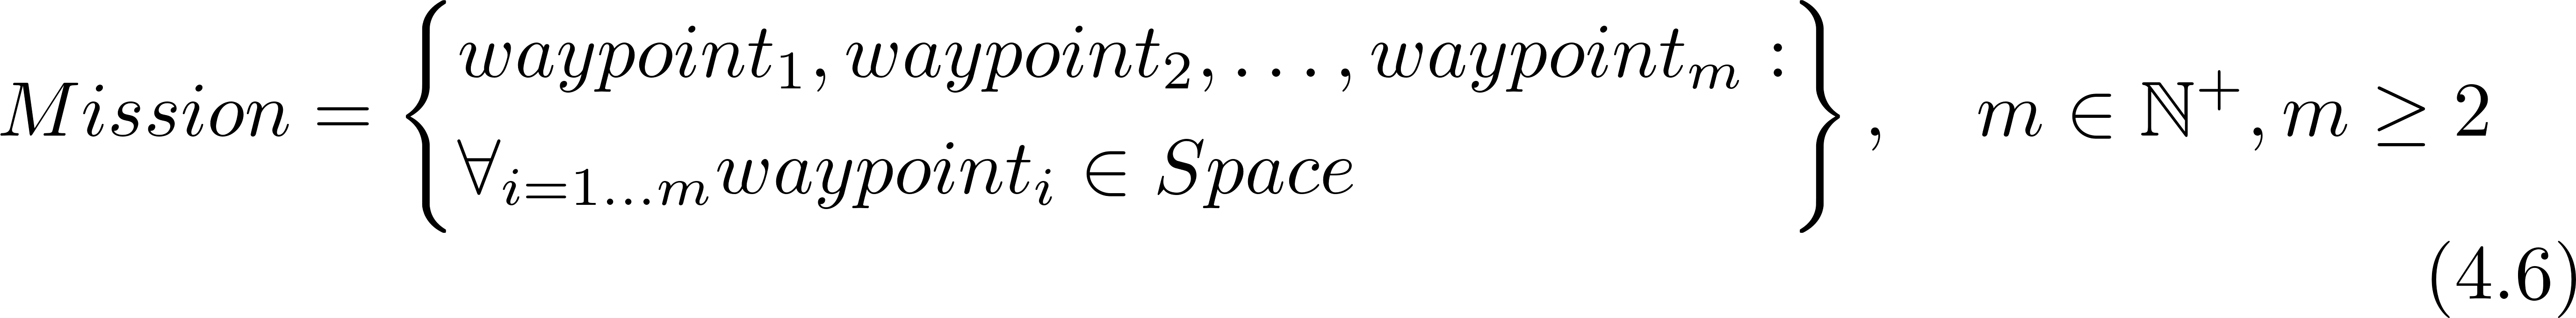 Mission = { waypoint₁, waypoint₂, . . . , waypointₘ :
∀ᵢ₌₁...ₘ waypointᵢ ∈ Space } , m ∈ ℕ⁺, m ≥ 2
(4.6)